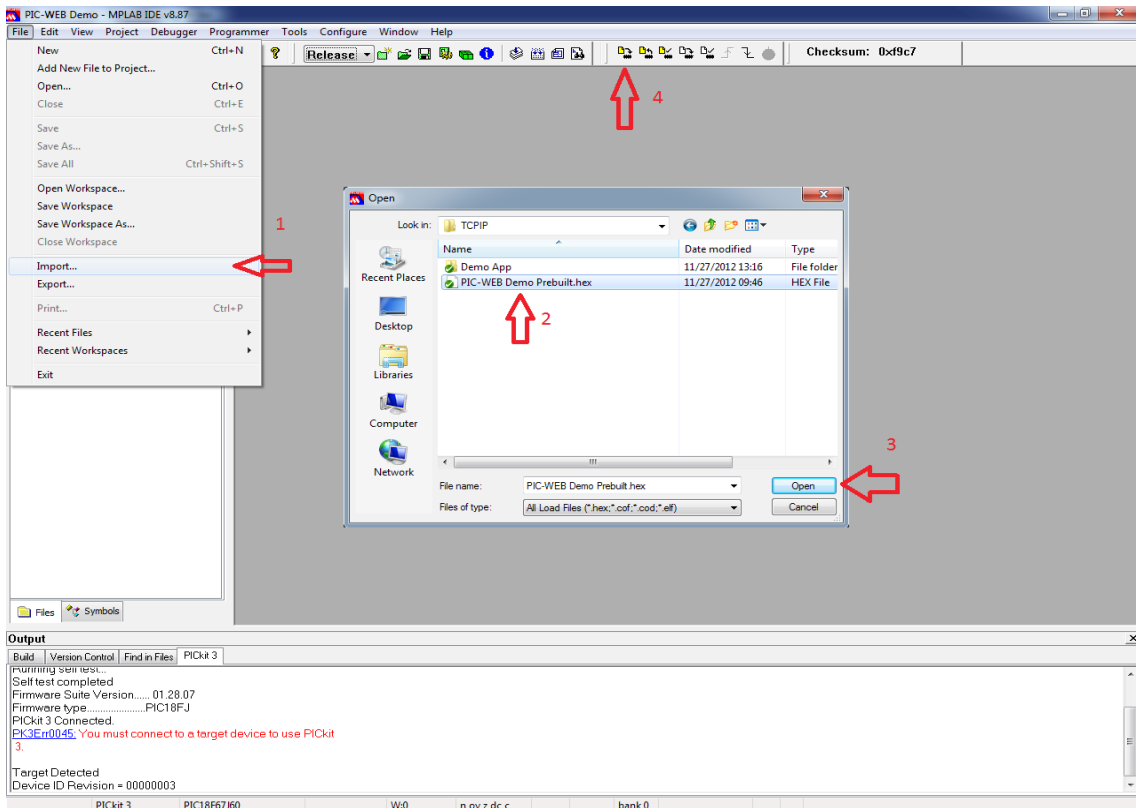 PIC-WEB Demo - MPLAB IDE v8.87
File Edit View Project Debugger Programmer Tools Configure Window Help
Release
Checksum: 0xf9c7
New Ctrl+N
Add New File to Project...
Open... Ctrl+O
Close Ctrl+E
Save Ctrl+S
Save As...
Save All Ctrl+Shift+S
Open Workspace...
Save Workspace
Save Workspace As...
Close Workspace
Import...
Export...
Print... Ctrl+P
Recent Files
Recent Workspaces
Exit
1
4
Open
Look in: TCPIP
Name Date modified Type
Demo App 11/27/2012 13:16 File folder
PIC-WEB Demo Prebuilt.hex 11/27/2012 09:46 HEX File
2
Recent Places
Desktop
Libraries
Computer
Network
3
File name: PIC-WEB Demo Prebuilt.hex Open
Files of type: All Load Files (*.hex;*.cof;*.cod;*.elf) Cancel
Files Symbols
Output
Build Version Control Find in Files PICkit 3
Running self test...
Self test completed
Firmware Suite Version...... 01.28.07
Firmware type......................PIC18FJ
PICkit 3 Connected.
PK3Err0045: You must connect to a target device to use PICkit
3.
Target Detected
Device ID Revision = 00000003
PICkit 3 PIC18F67J60 W:0 n ov z dc c bank 0